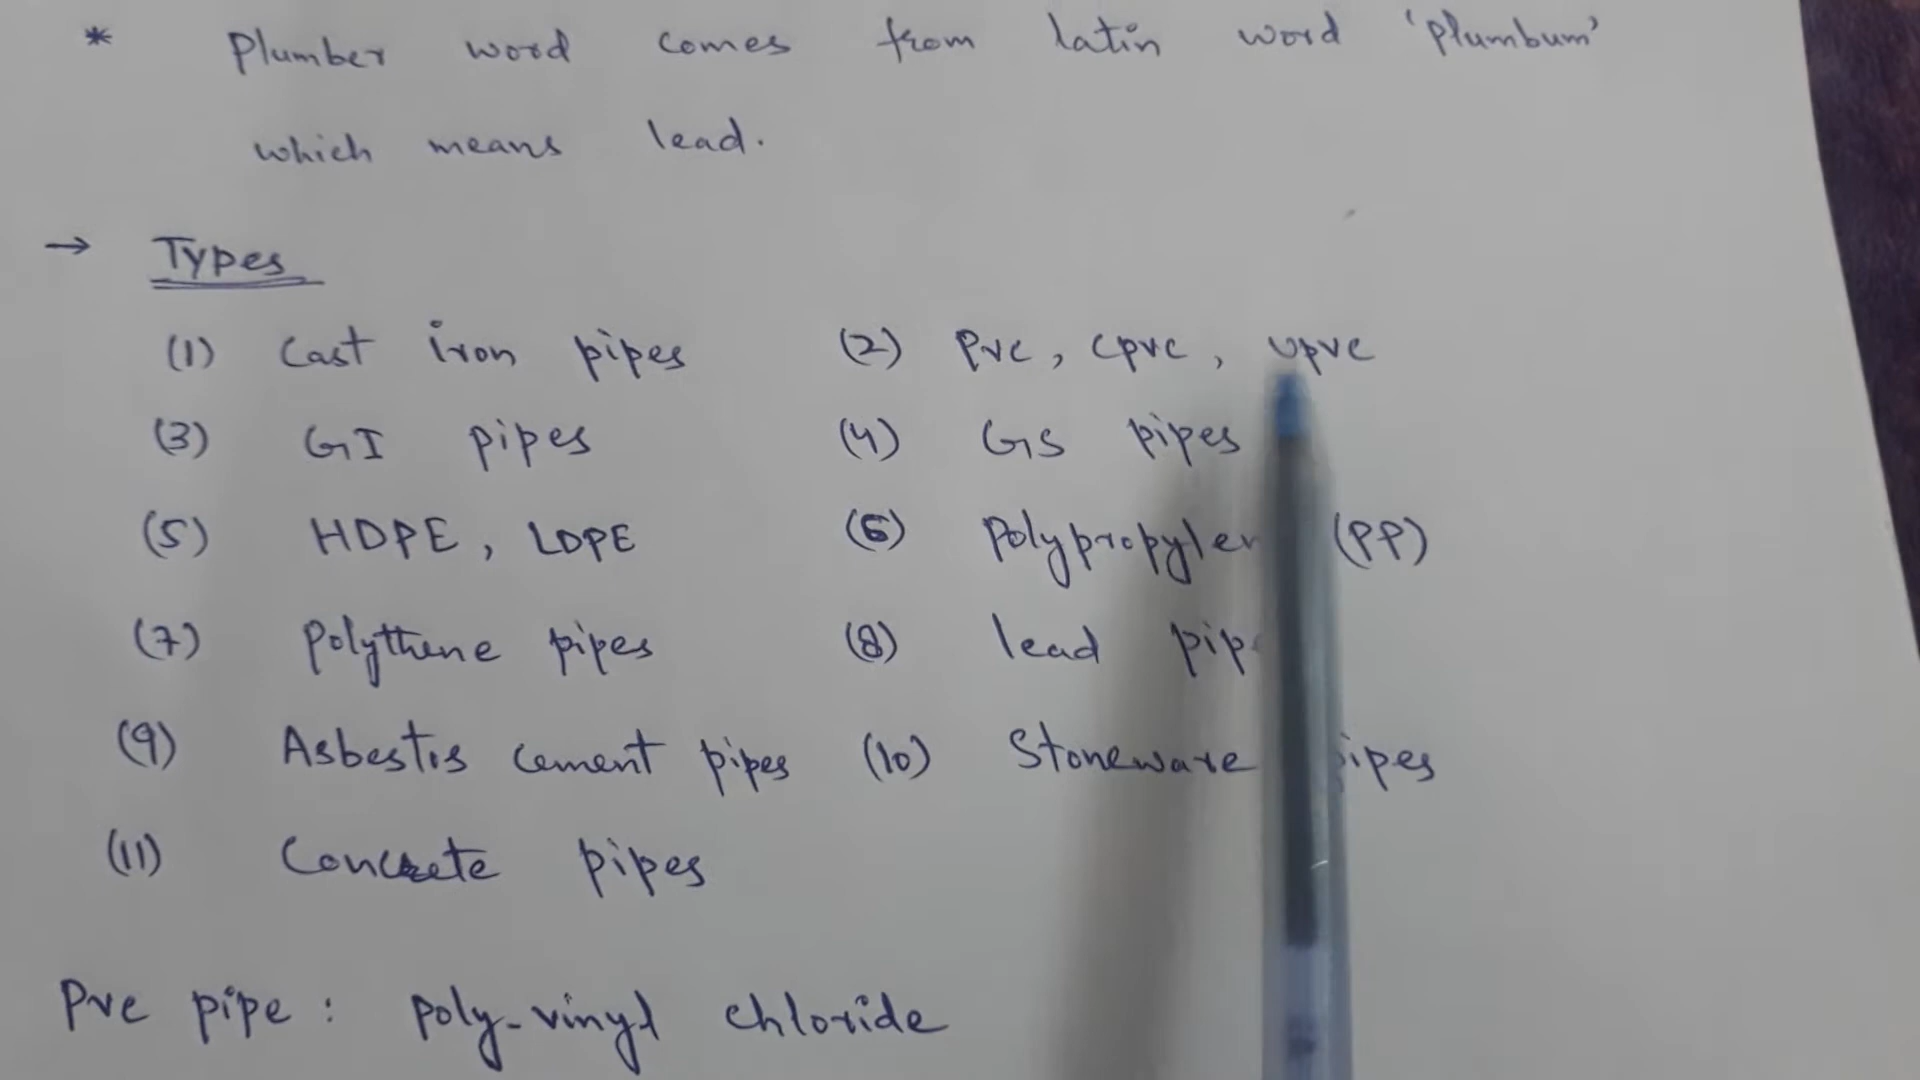 * Plumber word comes from latin word 'plumbum'
which means lead.
→ Types
(1) Cast iron pipes (2) PVC, CPVC, UPVC
(3) GI pipes (4) GS pipes
(5) HDPE, LDPE (6) (PP)
(7) Polythene pipes (8) lead
(9) Asbestis cement pipes (10) Stoneware
(11) Concrete pipes
PVC pipe : poly-vinyl chloride